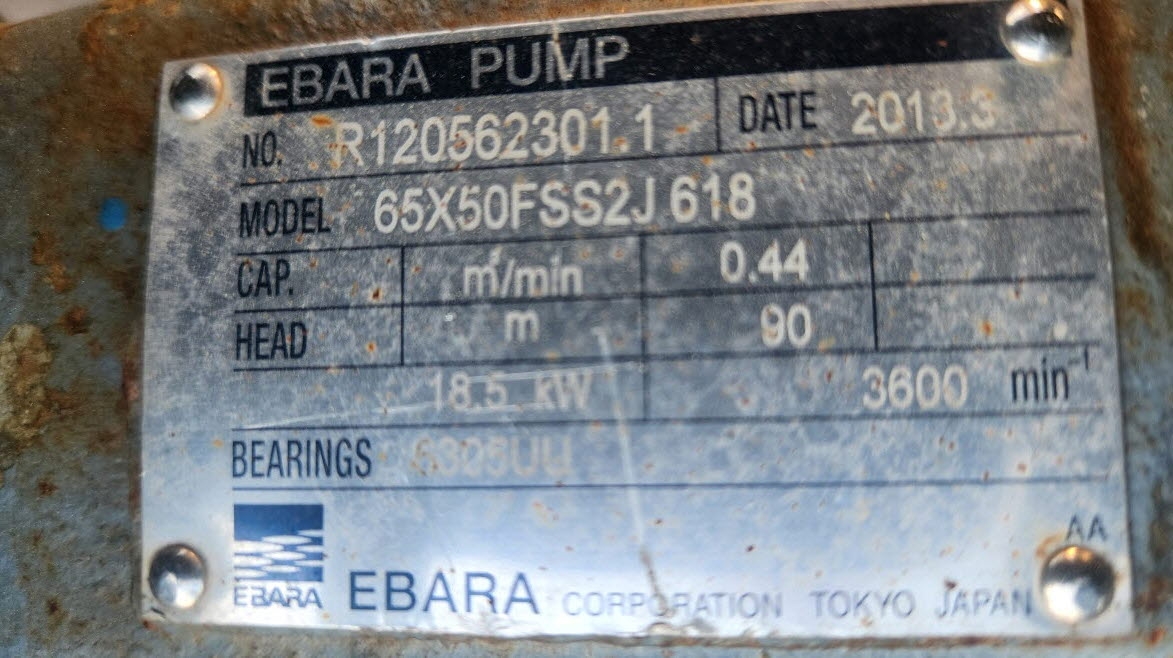 EBARA PUMP
NO. R120562301.1 DATE 2013.3
MODEL 65X50FSS2J 618
CAP. m³/min 0.44
HEAD m 90
18.5 kW 3600 min⁻¹
BEARINGS 6305UU
AA
EBARA EBARA CORPORATION TOKYO JAPAN